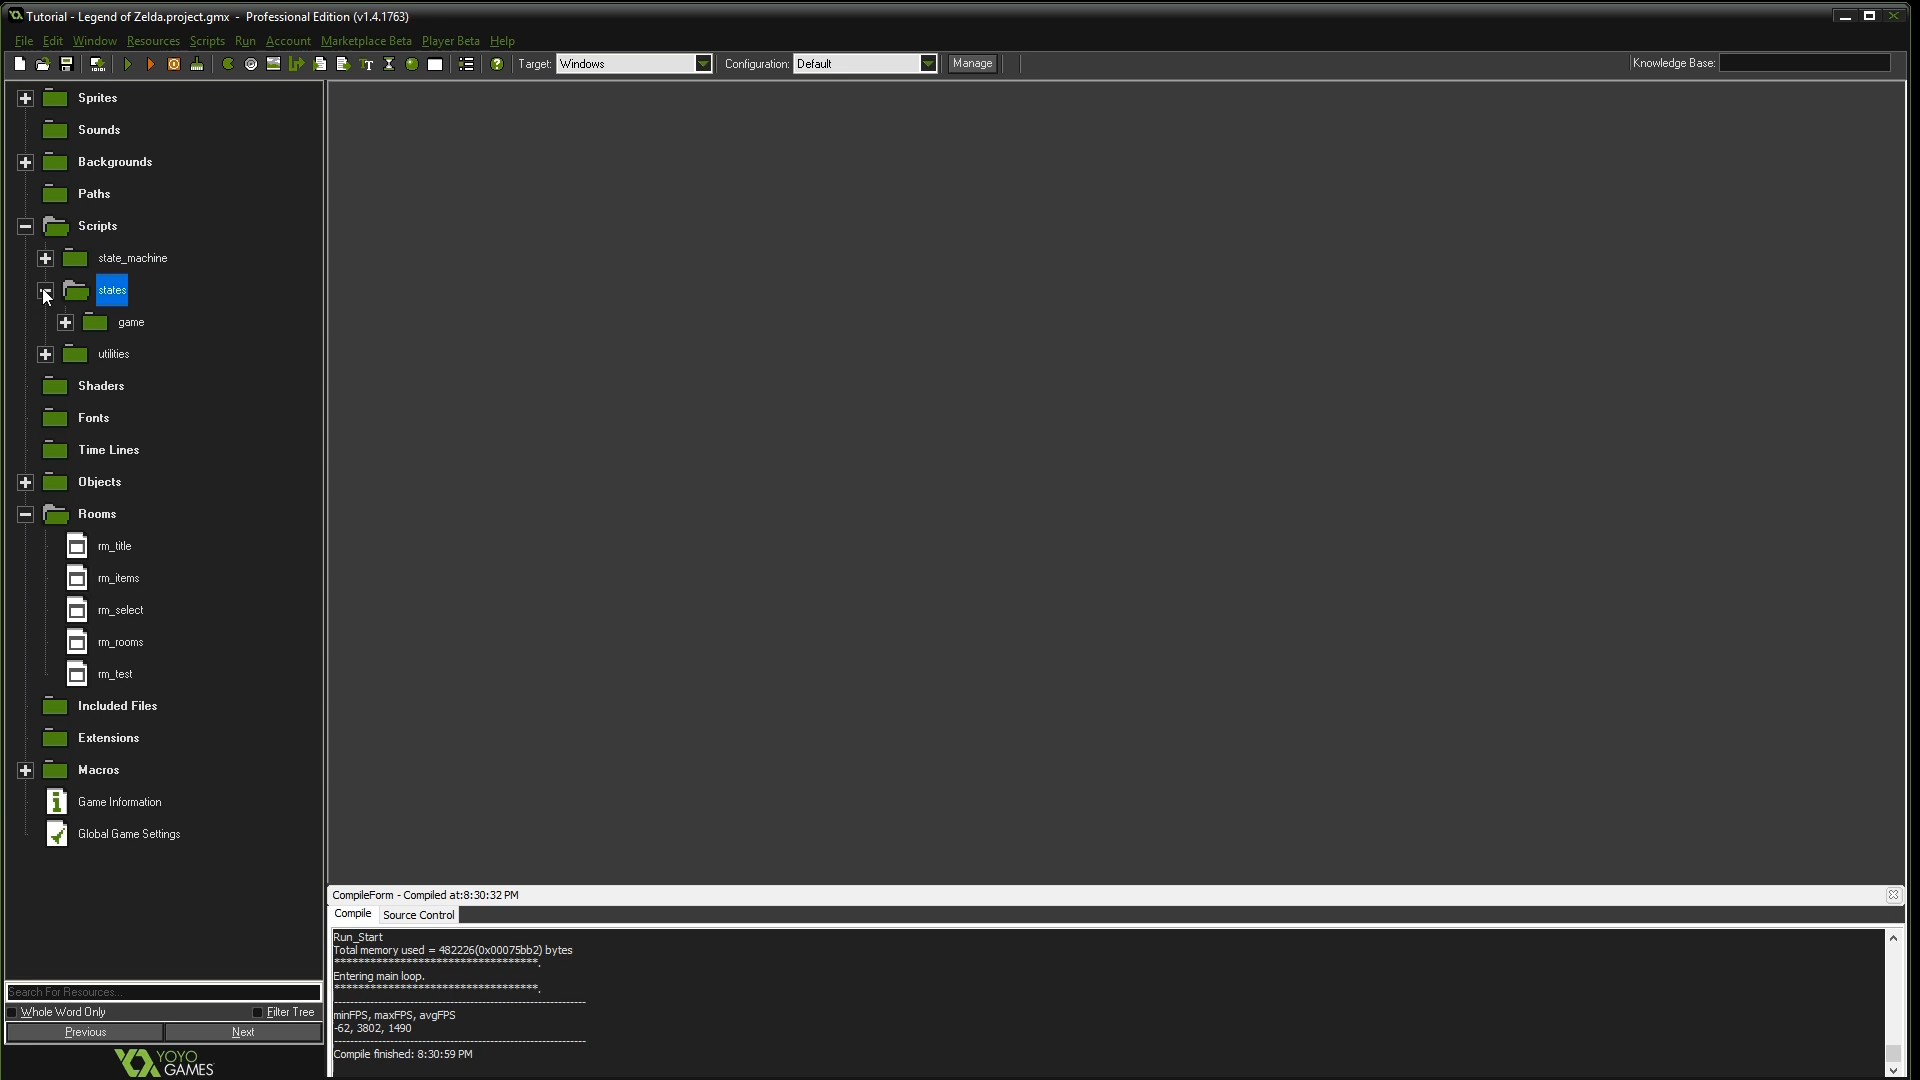 Tutorial - Legend of Zelda.project.gmx - Professional Edition (v1.4.1763)
File Edit Window Resources Scripts Run Account Marketplace Beta Player Beta Help
Target: Windows Configuration: Default Manage Knowledge Base:
Sprites
Sounds
Backgrounds
Paths
Scripts
state_machine
states
game
utilities
Shaders
Fonts
Time Lines
Objects
Rooms
rm_title
rm_items
rm_select
rm_rooms
rm_test
Included Files
Extensions
Macros
Game Information
Global Game Settings
Search For Resources...
Whole Word Only Filter Tree
Previous Next
YOYO
GAMES
CompileForm - Compiled at:8:30:32 PM
Compile Source Control
Run_Start
Total memory used = 482226(0x00075bb2) bytes
***********************************.
Entering main loop.
***********************************.
---------------------------------------------------------------
minFPS, maxFPS, avgFPS
-62, 3802, 1490
---------------------------------------------------------------
Compile finished: 8:30:59 PM